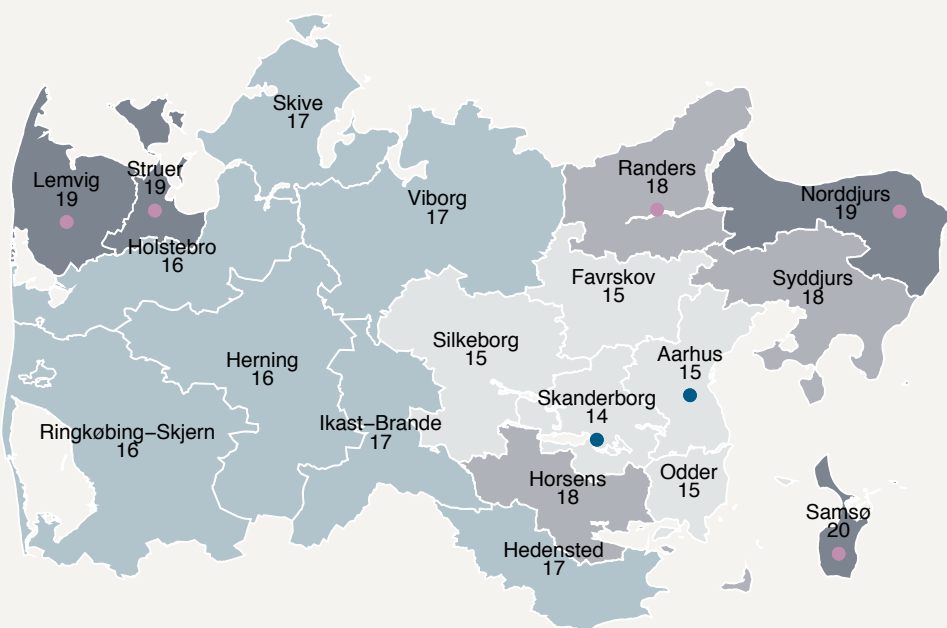 Skive
17
Lemvig
19
Struer
19
Randers
18
Viborg
17
Norddjurs
19
Holstebro
16
Favrskov
15
Syddjurs
18
Silkeborg
15
Herning
16
Aarhus
15
Skanderborg
14
Ringkøbing–Skjern
16
Ikast–Brande
17
Horsens
18
Odder
15
Samsø
20
Hedensted
17